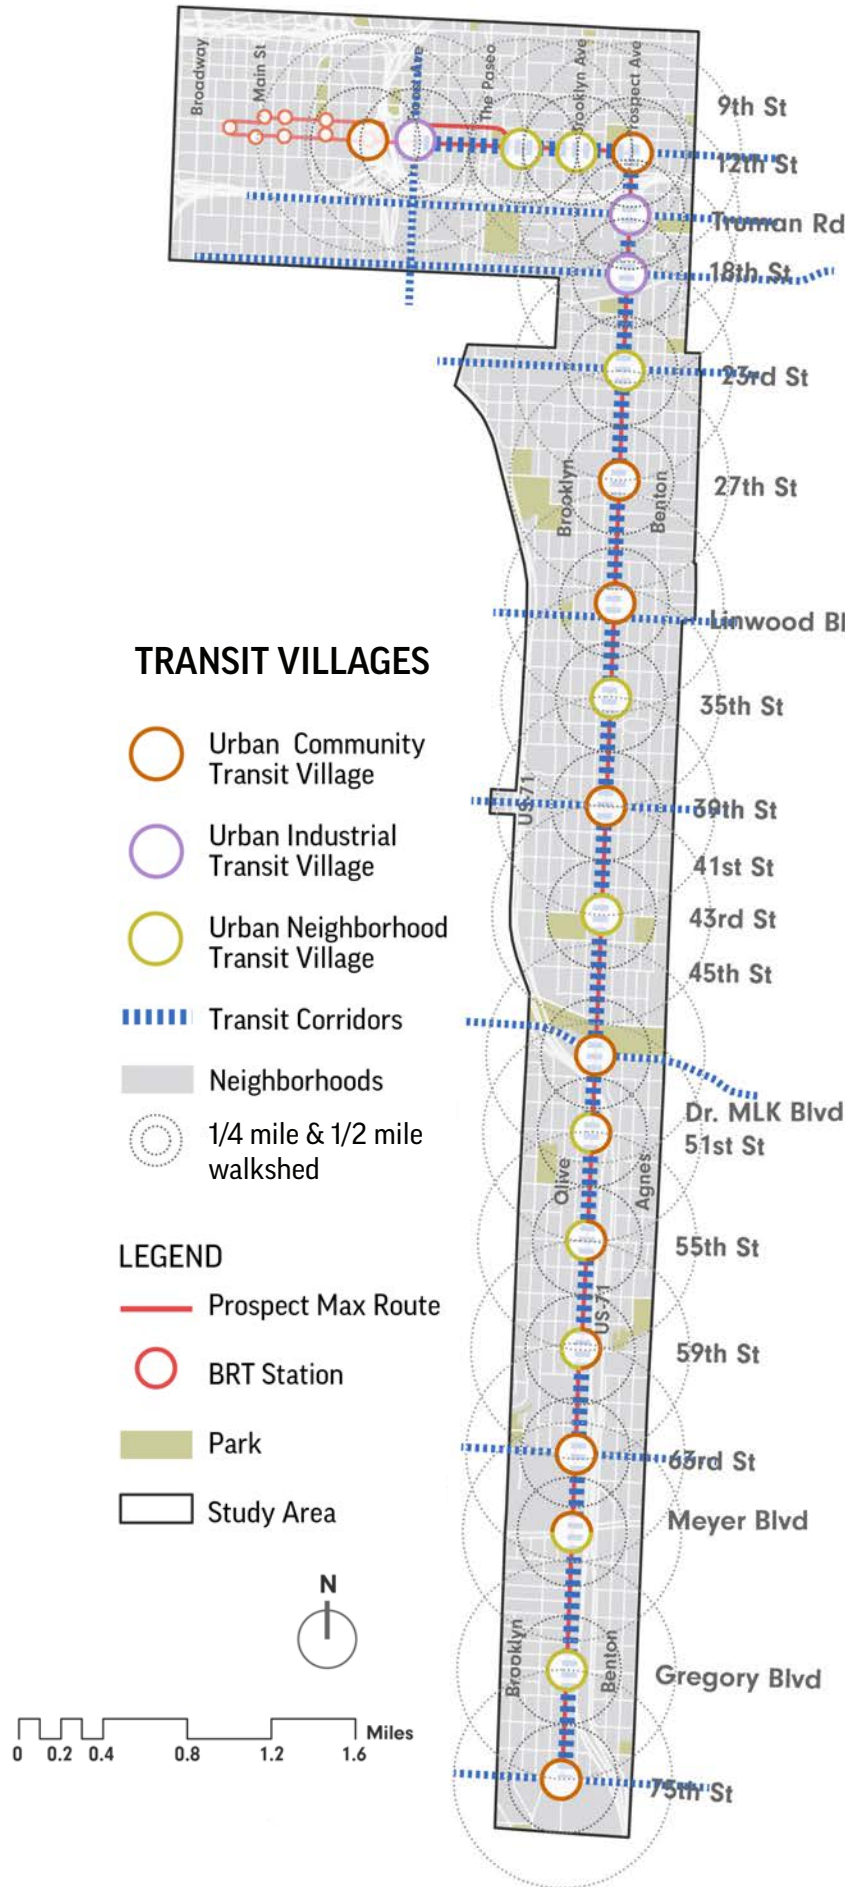 Broadway
Main St
The Paseo
Brooklyn Ave
Prospect Ave
9th St
12th St
Truman Rd
18th St
23rd St
27th St
Brooklyn
Benton
Linwood Bl
TRANSIT VILLAGES
35th St
Urban Community
Transit Village
US-71
39th St
Urban Industrial
Transit Village
41st St
43rd St
Urban Neighborhood
Transit Village
45th St
Transit Corridors
Neighborhoods
Dr. MLK Blvd
1/4 mile & 1/2 mile
walkshed
51st St
Olive
Agnes
LEGEND
55th St
Prospect Max Route
US-71
BRT Station
59th St
Park
63rd St
Study Area
Meyer Blvd
N
Brooklyn
Benton
Gregory Blvd
Miles
0 0.2 0.4 0.8 1.2 1.6
75th St